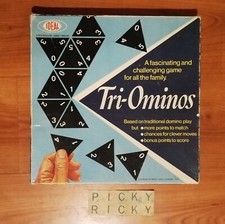 IDEAL
A fascinating and
challenging game
for all the family
Tri-Ominos
Based on traditional domino play
but • more points to match
• chances for clever moves
• bonus points to score
PICKY
RICKY